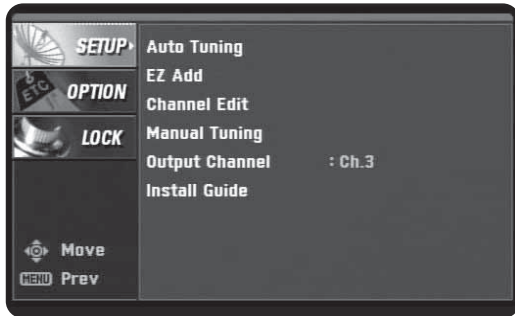 SETUP
OPTION
LOCK
Auto Tuning
EZ Add
Channel Edit
Manual Tuning
Output Channel : Ch.3
Install Guide
ETC
Move
MENU Prev